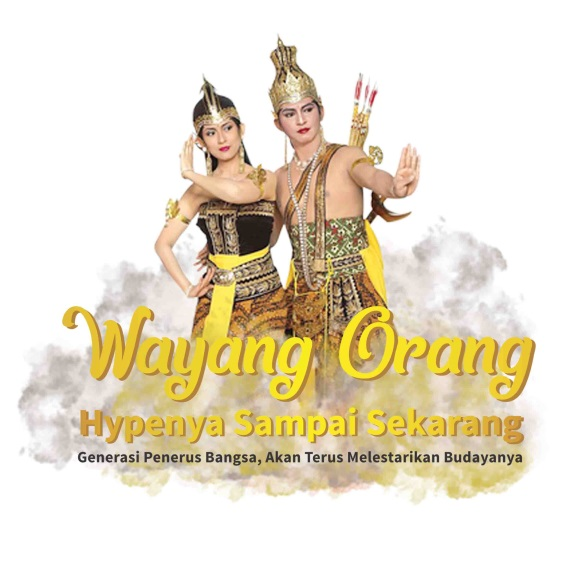 Wayang Orang
Hypenya Sampai Sekarang
Generasi Penerus Bangsa, Akan Terus Melestarikan Budayanya